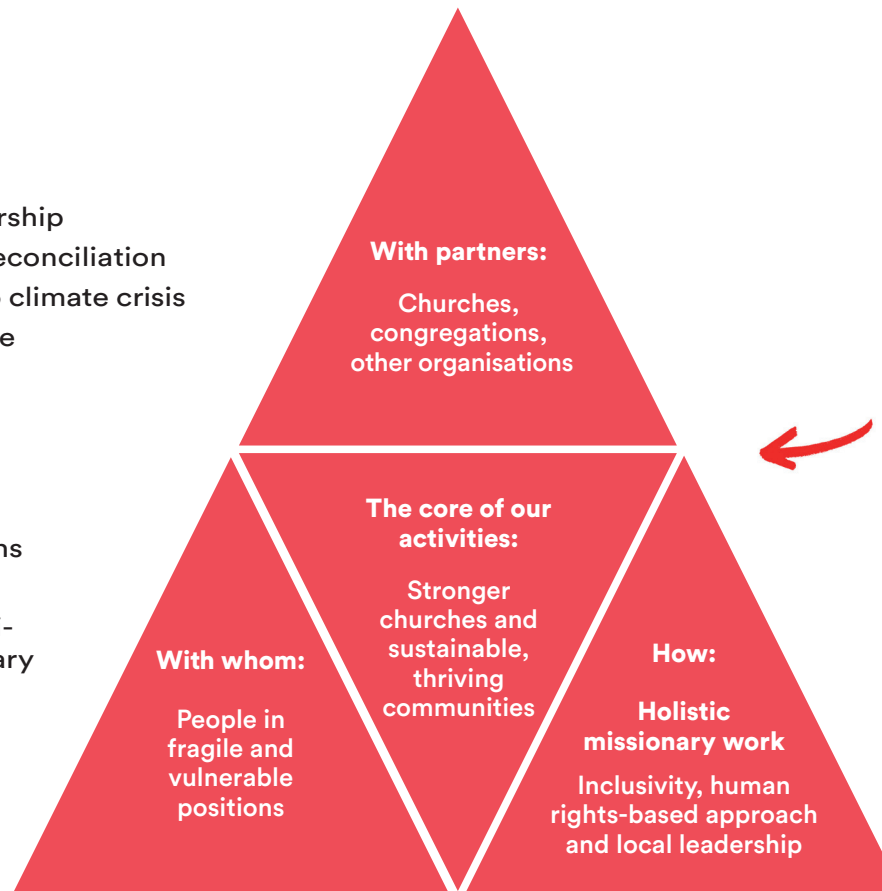 rship
econciliation
climate crisis
e
ns
-
ary
With partners:
Churches,
congregations,
other organisations
The core of our
activities:
Stronger
churches and
sustainable,
thriving
communities
With whom:
People in
fragile and
vulnerable
positions
How:
Holistic
missionary work
Inclusivity, human
rights-based approach
and local leadership